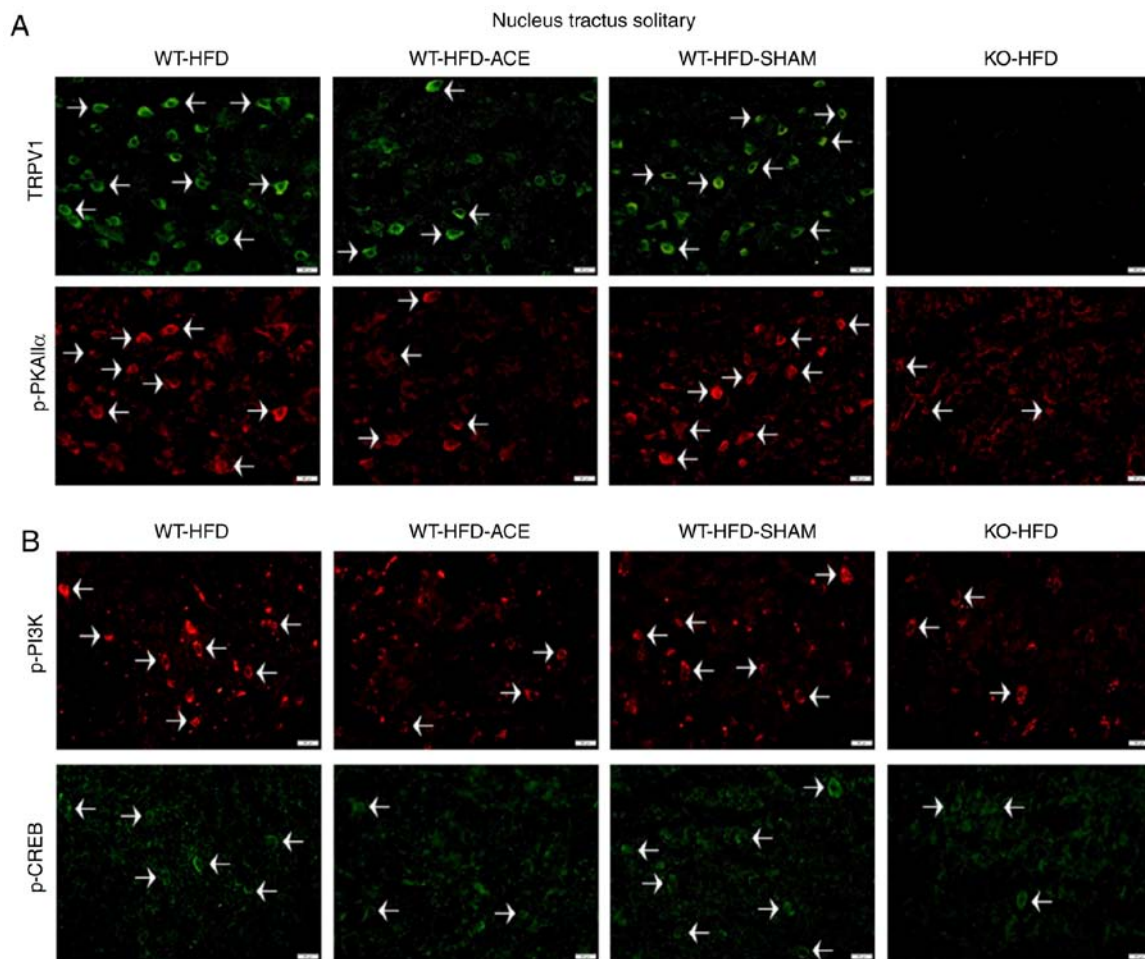 Nucleus tractus solitary
A
WT-HFD WT-HFD-ACE WT-HFD-SHAM KO-HFD
TRPV1
p-PKAIIα
B
WT-HFD WT-HFD-ACE WT-HFD-SHAM KO-HFD
p-PI3K
p-CREB